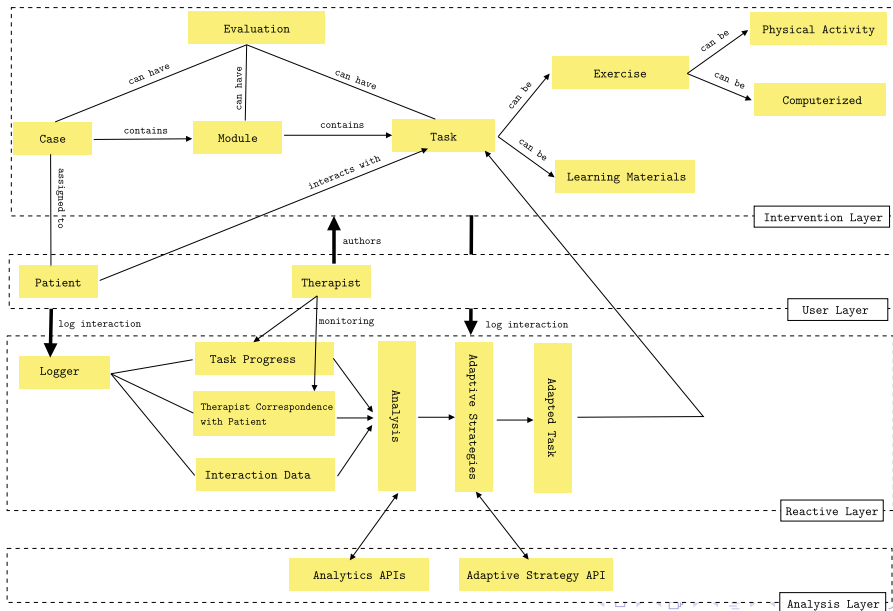 Evaluation
Physical Activity
can be
can have
can have
can have
Exercise
can be
can be
Computerized
contains
contains
Case
Module
Task
can be
interacts with
Learning Materials
assigned to
Intervention Layer
authors
Patient
Therapist
User Layer
log interaction
monitoring
log interaction
Logger
Task Progress
Therapist Correspondence
with Patient
Interaction Data
Analysis
Adaptive
Strategies
Adapted Task
Reactive Layer
Analytics APIs
Adaptive Strategy API
Analysis Layer